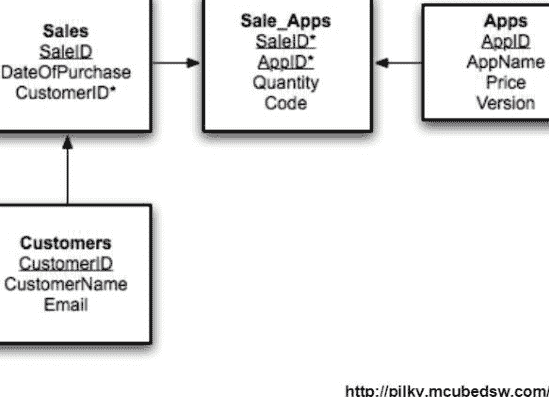 Sales
SaleID
DateOfPurchase
CustomerID*
Sale_Apps
SaleID*
AppID*
Quantity
Code
Apps
AppID
AppName
Price
Version
Customers
CustomerID
CustomerName
Email
http://pilky.mcubedsw.com/